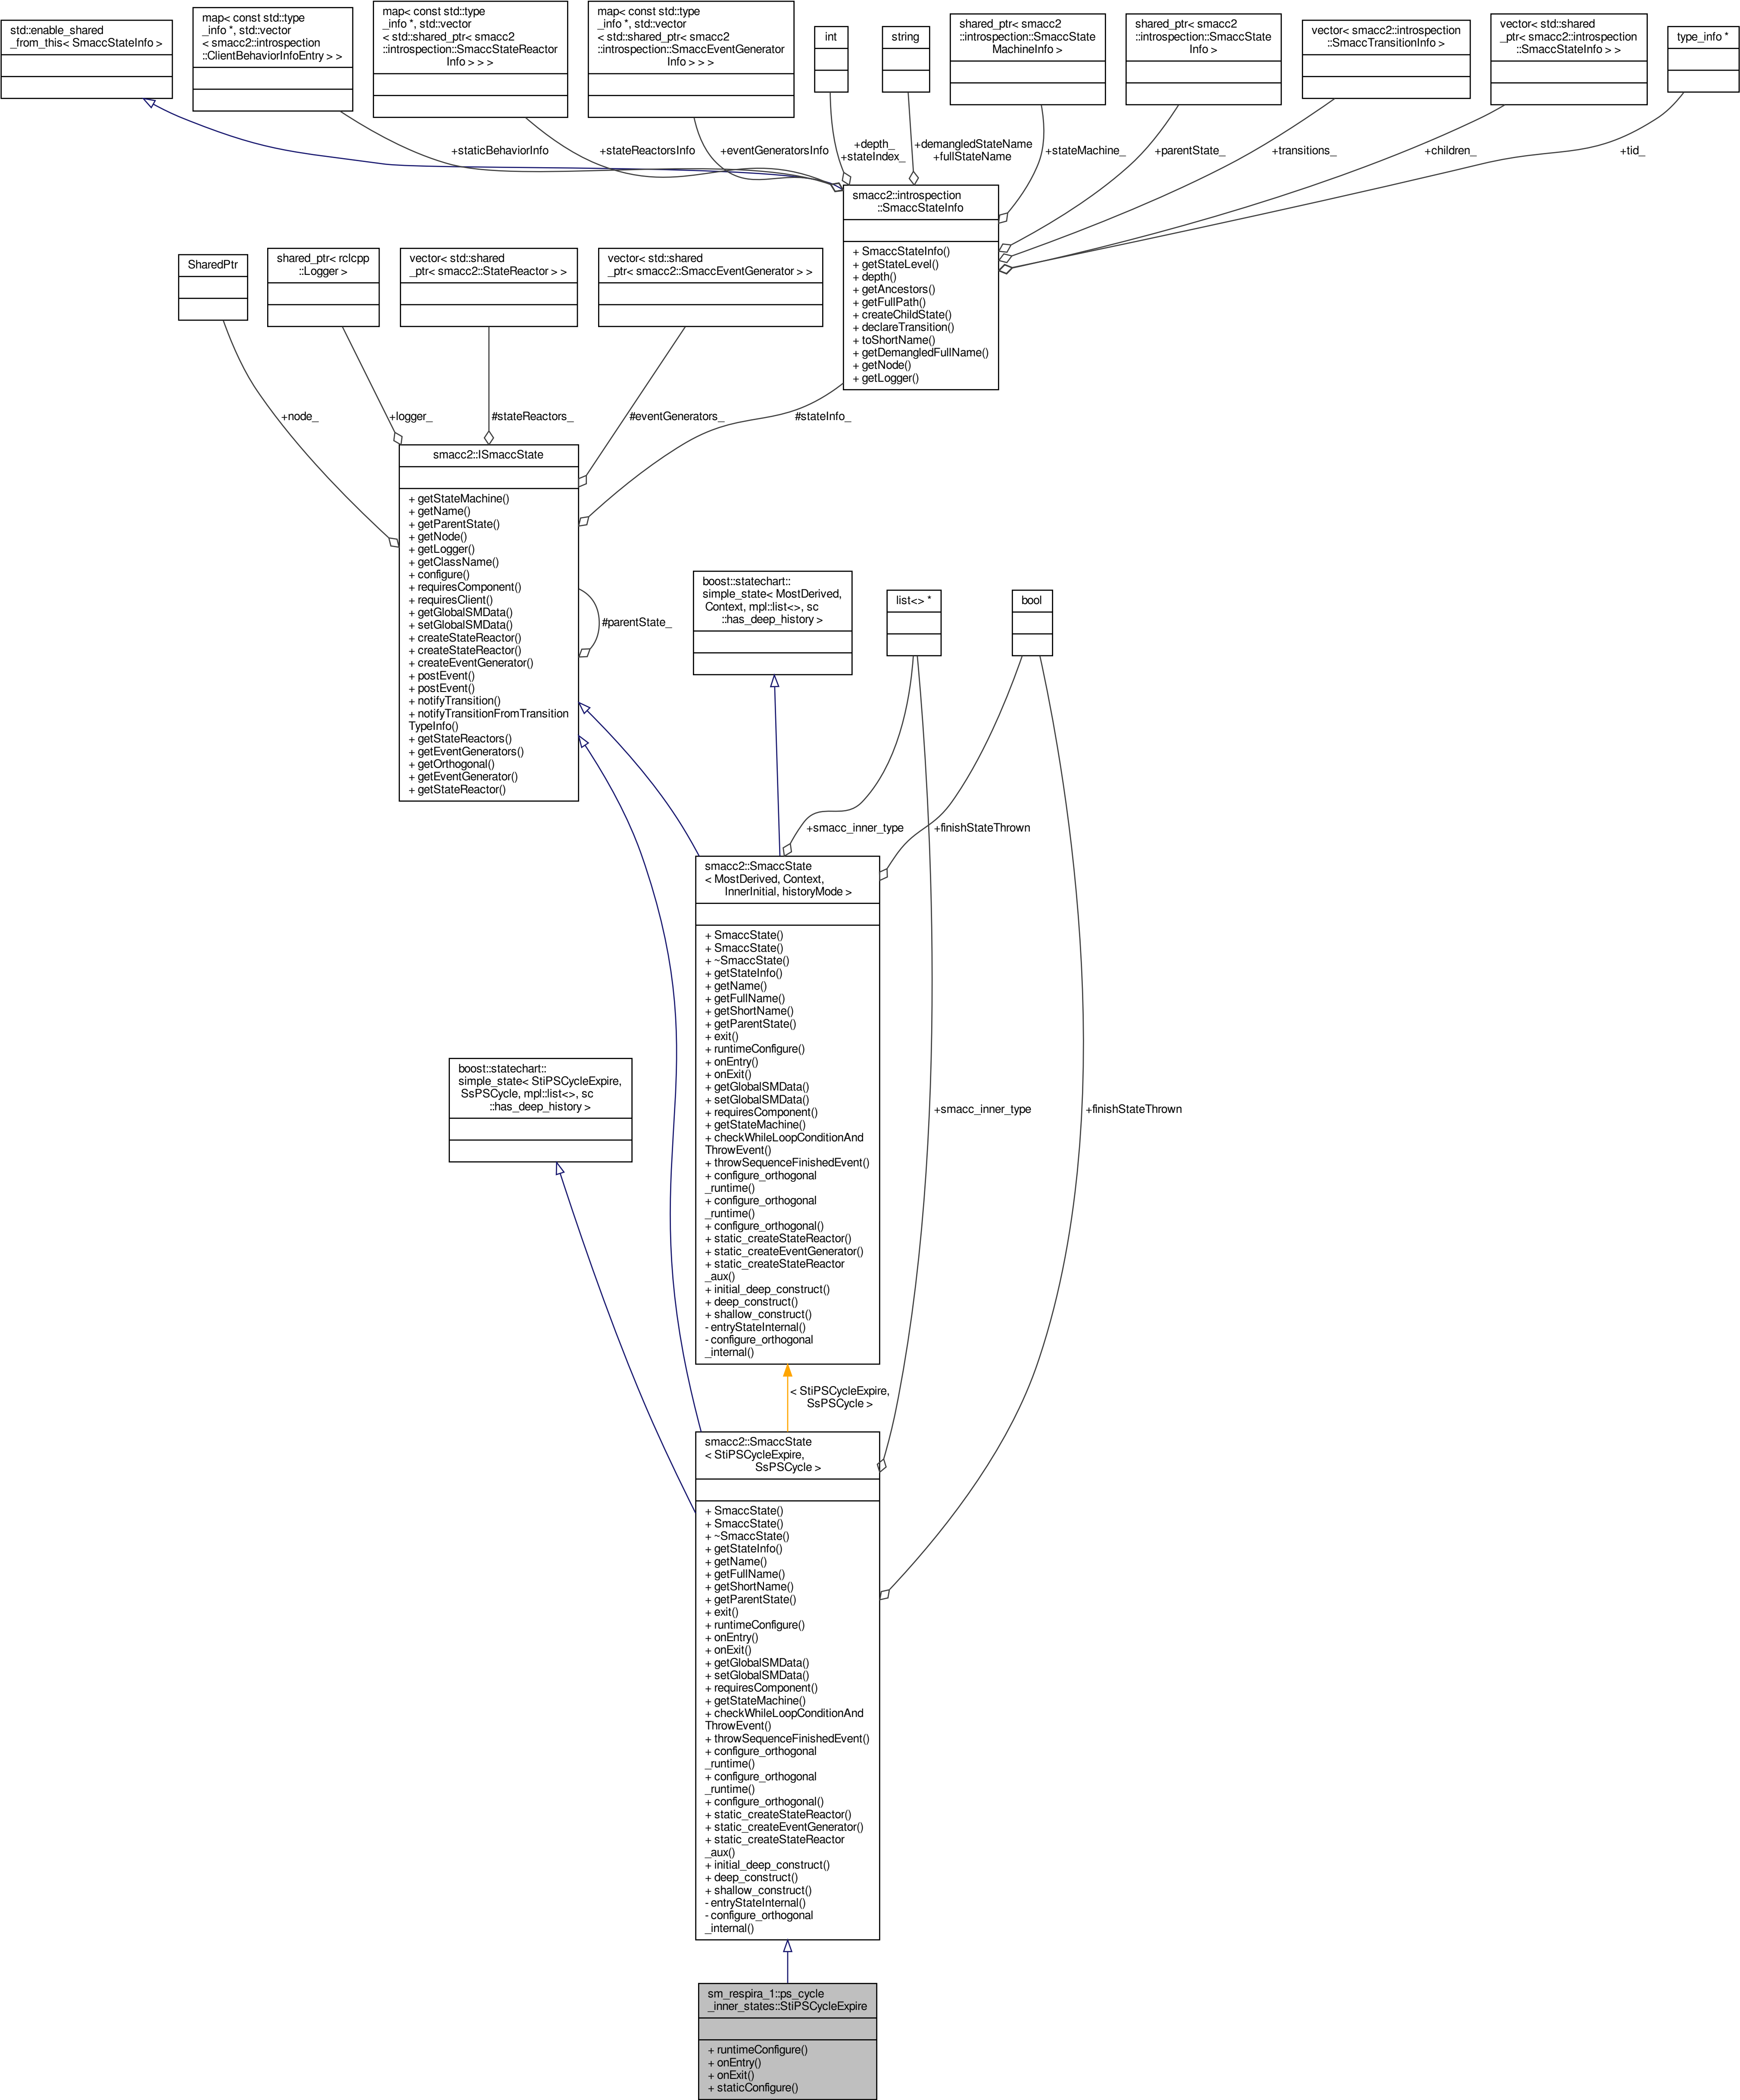 std::enable_shared
_from_this< SmaccStateInfo >
map< const std::type
_info *, std::vector
< smacc2::introspection
::ClientBehaviorInfoEntry > >
map< const std::type
_info *, std::vector
< std::shared_ptr< smacc2
::introspection::SmaccStateReactor
Info > > >
map< const std::type
_info *, std::vector
< std::shared_ptr< smacc2
::introspection::SmaccEventGenerator
Info > > >
int
string
shared_ptr< smacc2
::introspection::SmaccState
MachineInfo >
shared_ptr< smacc2
::introspection::SmaccState
Info >
vector< smacc2::introspection
::SmaccTransitionInfo >
vector< std::shared
_ptr< smacc2::introspection
::SmaccStateInfo > >
type_info *
+staticBehaviorInfo
+stateReactorsInfo
+eventGeneratorsInfo
+depth_
+stateIndex_
+demangledStateName
+fullStateName
+stateMachine_
+parentState_
+transitions_
+children_
+tid_
smacc2::introspection
::SmaccStateInfo
+ SmaccStateInfo()
+ getStateLevel()
+ depth()
+ getAncestors()
+ getFullPath()
+ createChildState()
+ declareTransition()
+ toShortName()
+ getDemangledFullName()
+ getNode()
+ getLogger()
SharedPtr
shared_ptr< rclcpp
::Logger >
vector< std::shared
_ptr< smacc2::StateReactor > >
vector< std::shared
_ptr< smacc2::SmaccEventGenerator > >
+node_
+logger_
#stateReactors_
#eventGenerators_
#stateInfo_
smacc2::ISmaccState
+ getStateMachine()
+ getName()
+ getParentState()
+ getNode()
+ getLogger()
+ getClassName()
+ configure()
+ requiresComponent()
+ requiresClient()
+ getGlobalSMData()
+ setGlobalSMData()
+ createStateReactor()
+ createStateReactor()
+ createEventGenerator()
+ postEvent()
+ postEvent()
+ notifyTransition()
+ notifyTransitionFromTransition
TypeInfo()
+ getStateReactors()
+ getEventGenerators()
+ getOrthogonal()
+ getEventGenerator()
+ getStateReactor()
#parentState_
boost::statechart::
simple_state< MostDerived,
Context, mpl::list<>, sc
::has_deep_history >
list<> *
bool
+smacc_inner_type
+finishStateThrown
smacc2::SmaccState
< MostDerived, Context,
InnerInitial, historyMode >
+ SmaccState()
+ SmaccState()
+ ~SmaccState()
+ getStateInfo()
+ getName()
+ getFullName()
+ getShortName()
+ getParentState()
+ exit()
+ runtimeConfigure()
+ onEntry()
+ onExit()
+ getGlobalSMData()
+ setGlobalSMData()
+ requiresComponent()
+ getStateMachine()
+ checkWhileLoopConditionAnd
ThrowEvent()
+ throwSequenceFinishedEvent()
+ configure_orthogonal
_runtime()
+ configure_orthogonal
_runtime()
+ configure_orthogonal()
+ static_createStateReactor()
+ static_createEventGenerator()
+ static_createStateReactor
_aux()
+ initial_deep_construct()
+ deep_construct()
+ shallow_construct()
- entryStateInternal()
- configure_orthogonal
_internal()
boost::statechart::
simple_state< StiPSCycleExpire,
SsPSCycle, mpl::list<>, sc
::has_deep_history >
+smacc_inner_type
+finishStateThrown
< StiPSCycleExpire,
SsPSCycle >
smacc2::SmaccState
< StiPSCycleExpire,
SsPSCycle >
+ SmaccState()
+ SmaccState()
+ ~SmaccState()
+ getStateInfo()
+ getName()
+ getFullName()
+ getShortName()
+ getParentState()
+ exit()
+ runtimeConfigure()
+ onEntry()
+ onExit()
+ getGlobalSMData()
+ setGlobalSMData()
+ requiresComponent()
+ getStateMachine()
+ checkWhileLoopConditionAnd
ThrowEvent()
+ throwSequenceFinishedEvent()
+ configure_orthogonal
_runtime()
+ configure_orthogonal
_runtime()
+ configure_orthogonal()
+ static_createStateReactor()
+ static_createEventGenerator()
+ static_createStateReactor
_aux()
+ initial_deep_construct()
+ deep_construct()
+ shallow_construct()
- entryStateInternal()
- configure_orthogonal
_internal()
sm_respira_1::ps_cycle
_inner_states::StiPSCycleExpire
+ runtimeConfigure()
+ onEntry()
+ onExit()
+ staticConfigure()